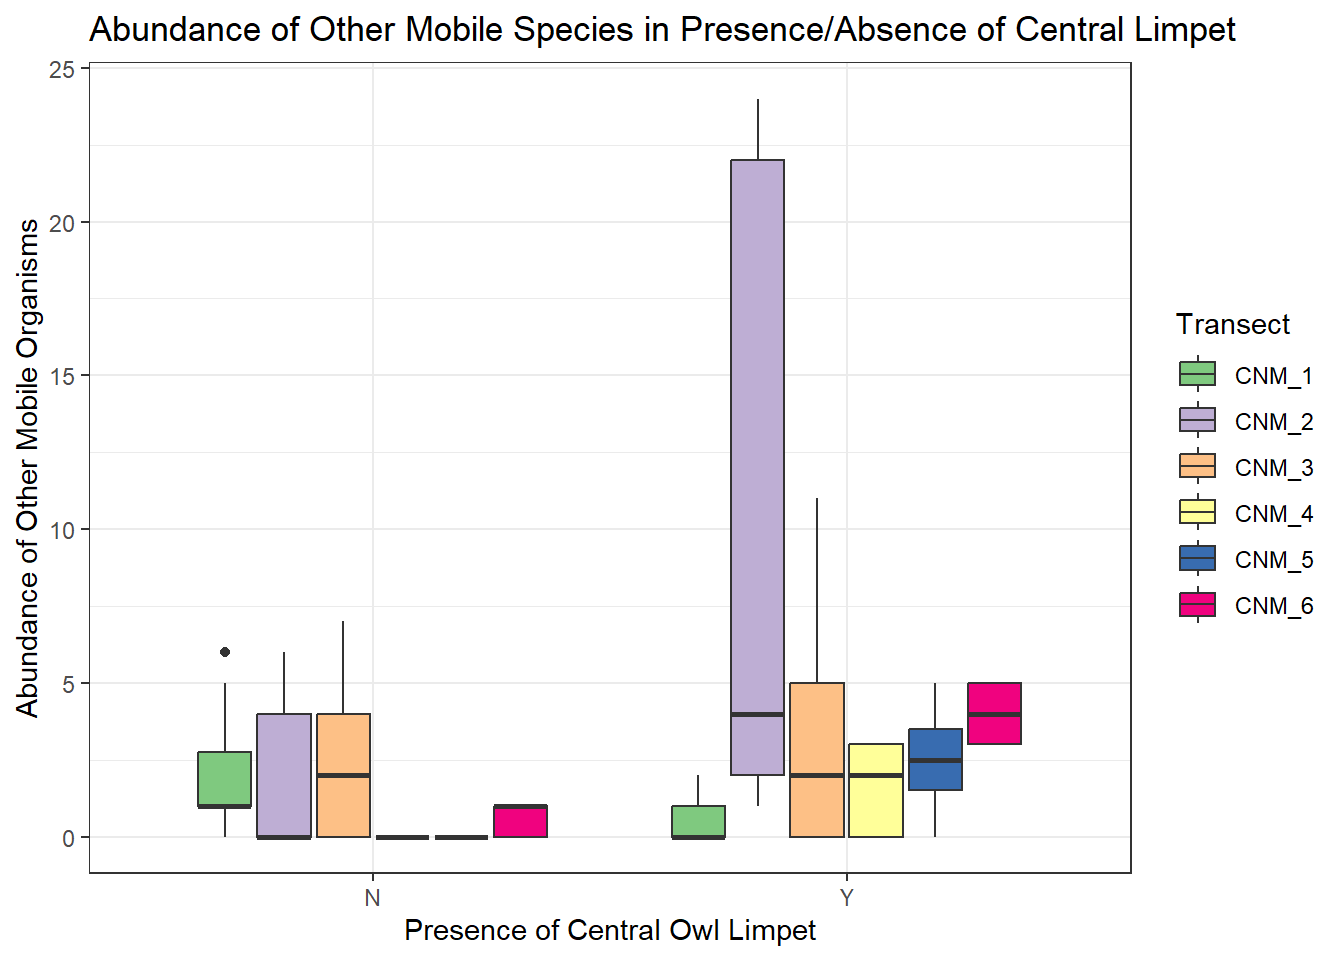 Abundance of Other Mobile Species in Presence/Absence of Central Limpet
Abundance of Other Mobile Organisms
25
20
15
10
5
0
N
Y
Presence of Central Owl Limpet
Transect
CNM_1
CNM_2
CNM_3
CNM_4
CNM_5
CNM_6